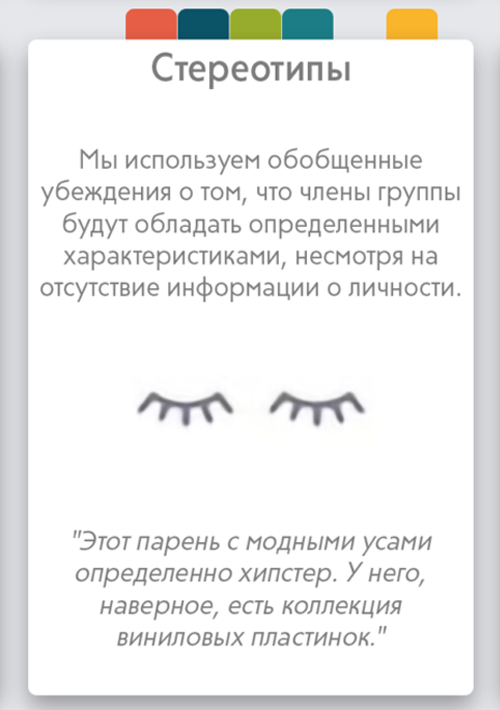 Стереотипы
Мы используем обобщенные
убеждения о том, что члены группы
будут обладать определенными
характеристиками, несмотря на
отсутствие информации о личности.
"Этот парень с модными усами
определенно хипстер. У него,
наверное, есть коллекция
виниловых пластинок."